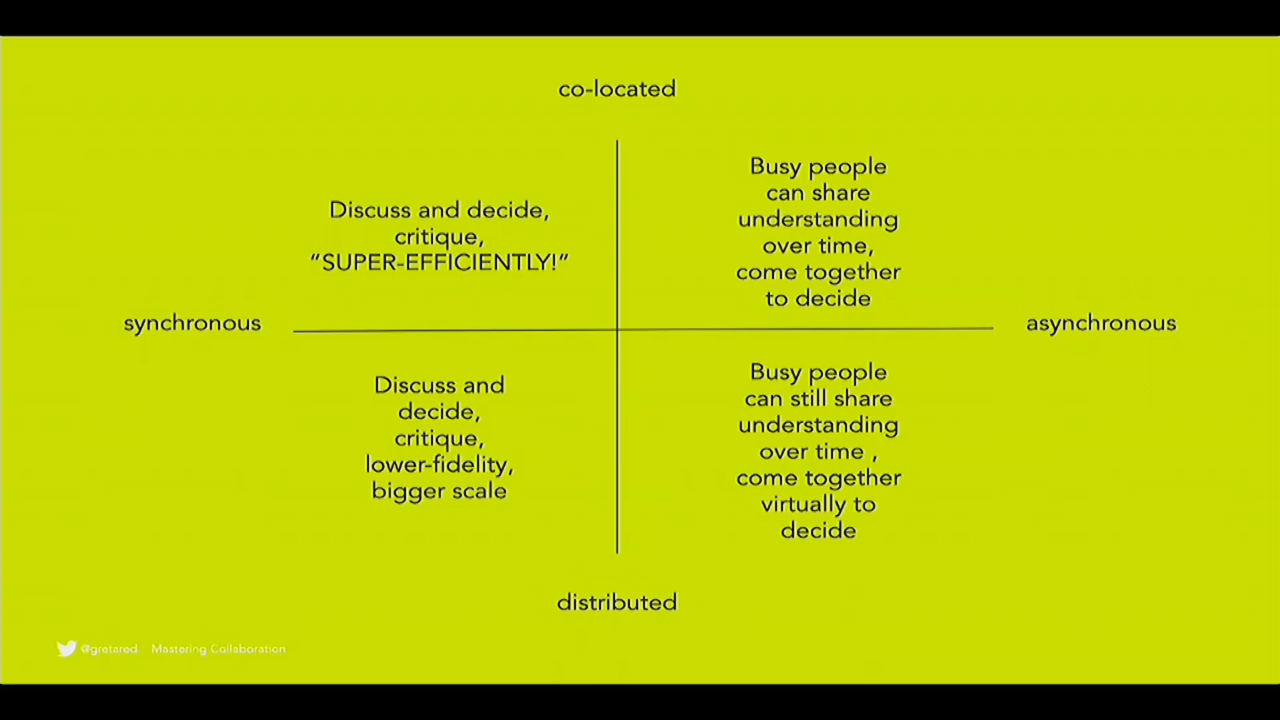 co-located
Discuss and decide,
critique,
“SUPER-EFFICIENTLY!”
Busy people
can share
understanding
over time,
come together
to decide
synchronous
asynchronous
Discuss and
decide,
critique,
lower-fidelity,
bigger scale
Busy people
can still share
understanding
over time ,
come together
virtually to
decide
distributed
@gretared Mastering Collaboration